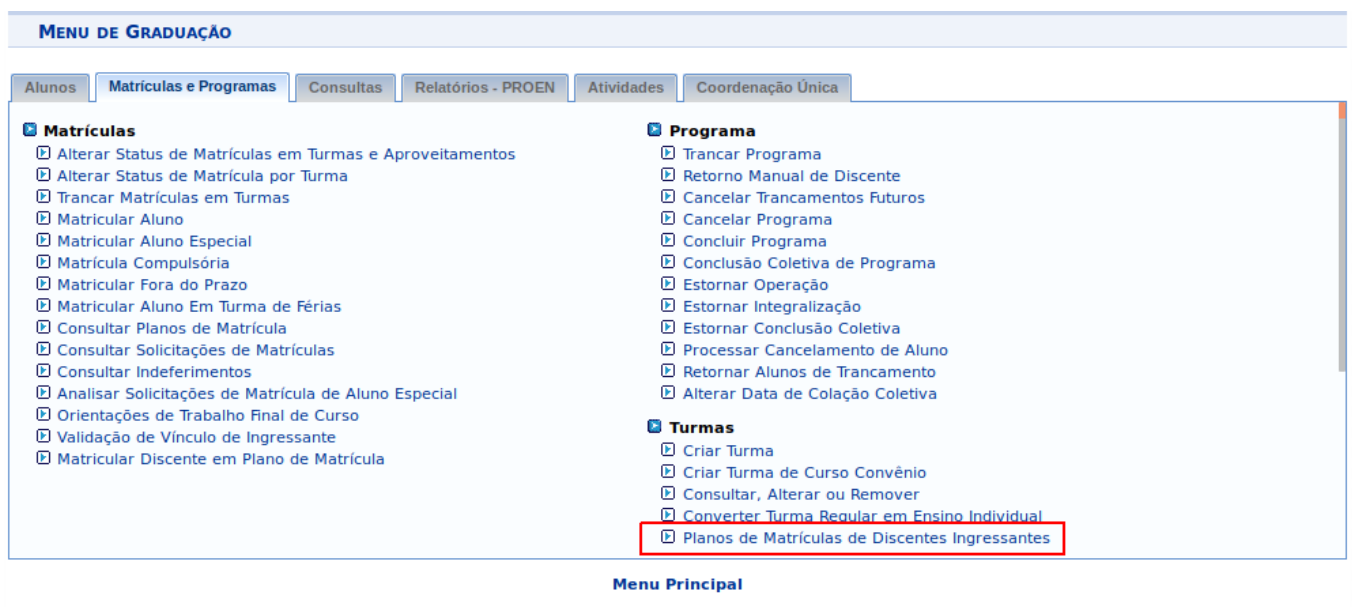 MENU DE GRADUAÇÃO
Alunos
Matrículas e Programas
Consultas
Relatórios - PROEN
Atividades
Coordenação Única
Matrículas
Alterar Status de Matrículas em Turmas e Aproveitamentos
Alterar Status de Matrícula por Turma
Trancar Matrículas em Turmas
Matricular Aluno
Matricular Aluno Especial
Matrícula Compulsória
Matricular Fora do Prazo
Matricular Aluno Em Turma de Férias
Consultar Planos de Matrícula
Consultar Solicitações de Matrículas
Consultar Indeferimentos
Analisar Solicitações de Matrícula de Aluno Especial
Orientações de Trabalho Final de Curso
Validação de Vínculo de Ingressante
Matricular Discente em Plano de Matrícula
Programa
Trancar Programa
Retorno Manual de Discente
Cancelar Trancamentos Futuros
Cancelar Programa
Concluir Programa
Conclusão Coletiva de Programa
Estornar Operação
Estornar Integralização
Estornar Conclusão Coletiva
Processar Cancelamento de Aluno
Retornar Alunos de Trancamento
Alterar Data de Colação Coletiva
Turmas
Criar Turma
Criar Turma de Curso Convênio
Consultar, Alterar ou Remover
Converter Turma Regular em Ensino Individual
Planos de Matrículas de Discentes Ingressantes
Menu Principal